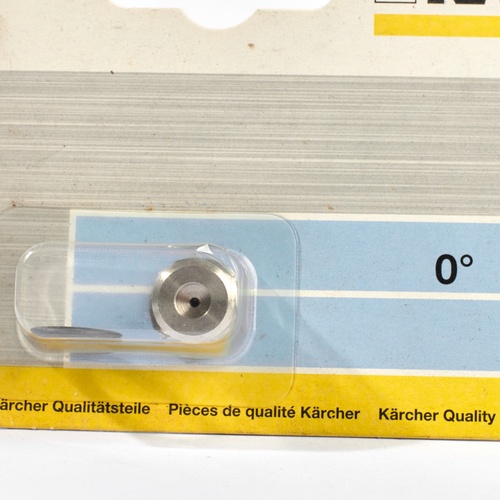 0°
ärcher Qualitätsteile Pièces de qualité Kärcher Kärcher Quality